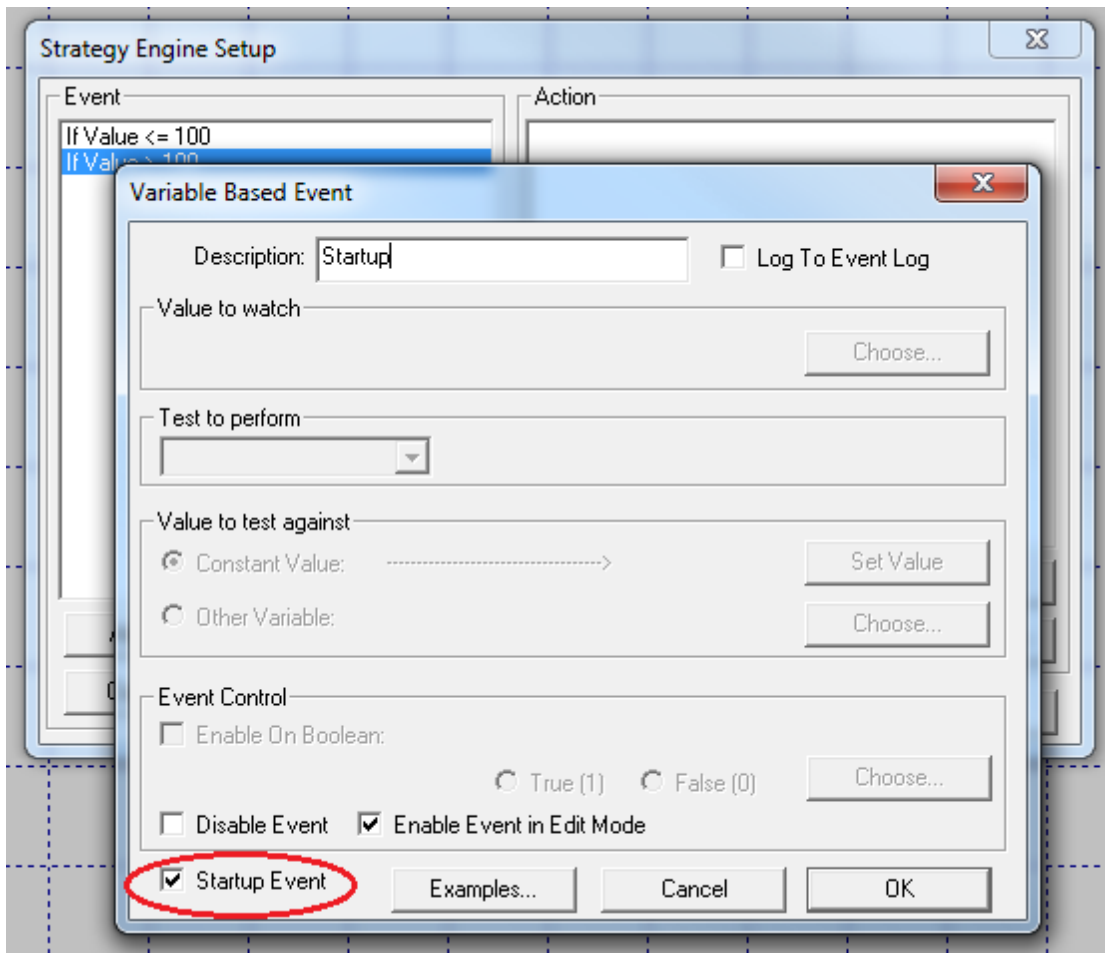 Strategy Engine Setup
Event
Action
If Value <= 100
If Value > 100
Variable Based Event
Description: Startup
Log To Event Log
Value to watch
Choose...
Test to perform
Value to test against
Constant Value: Set Value
Other Variable:
Choose...
Event Control
Enable On Boolean:
True (1) False (0) Choose...
Disable Event Enable Event in Edit Mode
Startup Event Examples... Cancel OK